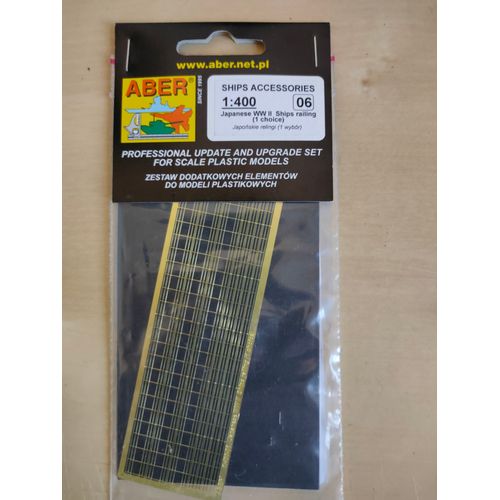 www.aber.net.pl
ABER®
SINCE 1995
SHIPS ACCESSORIES
1:400 06
Japanese WW II Ships railing
(1 choice)
Japońskie relingi (1 wybór)
PROFESSIONAL UPDATE AND UPGRADE SET
FOR SCALE PLASTIC MODELS
ZESTAW DODATKOWYCH ELEMENTÓW
DO MODELI PLASTIKOWYCH